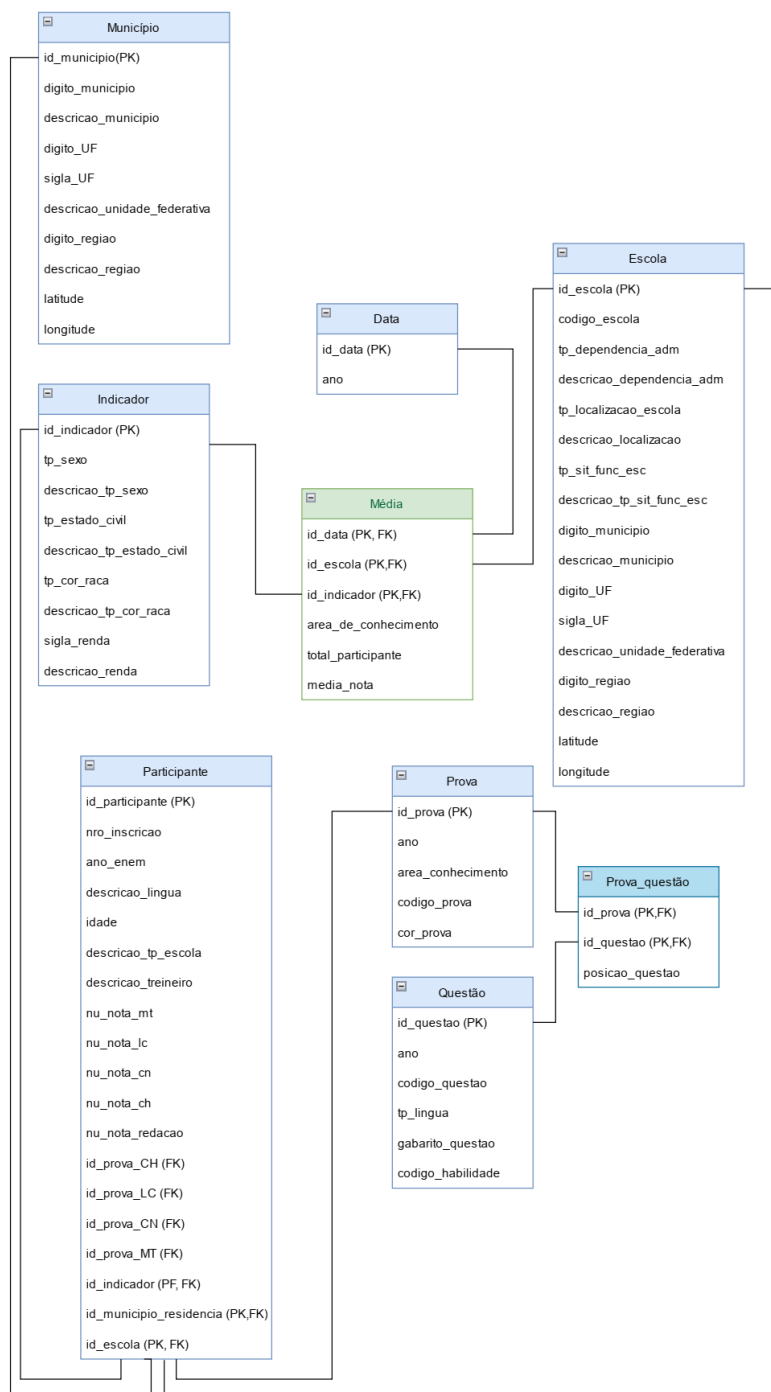 Município
id_municipio(PK)
digito_municipio
descricao_municipio
digito_UF
sigla_UF
descricao_unidade_federativa
digito_regiao
descricao_regiao
latitude
longitude
Escola
id_escola (PK)
codigo_escola
tp_dependencia_adm
descricao_dependencia_adm
tp_localizacao_escola
descricao_localizacao
tp_sit_func_esc
descricao_tp_sit_func_esc
digito_municipio
descricao_municipio
digito_UF
sigla_UF
descricao_unidade_federativa
digito_regiao
descricao_regiao
latitude
longitude
Data
id_data (PK)
ano
Indicador
id_indicador (PK)
tp_sexo
descricao_tp_sexo
tp_estado_civil
descricao_tp_estado_civil
tp_cor_raca
descricao_tp_cor_raca
sigla_renda
descricao_renda
Média
id_data (PK, FK)
id_escola (PK,FK)
id_indicador (PK,FK)
area_de_conhecimento
total_participante
media_nota
Participante
id_participante (PK)
nro_inscricao
ano_enem
descricao_lingua
idade
descricao_tp_escola
descricao_treineiro
nu_nota_mt
nu_nota_lc
nu_nota_cn
nu_nota_ch
nu_nota_redacao
id_prova_CH (FK)
id_prova_LC (FK)
id_prova_CN (FK)
id_prova_MT (FK)
id_indicador (PF, FK)
id_municipio_residencia (PK,FK)
id_escola (PK, FK)
Prova
id_prova (PK)
ano
area_conhecimento
codigo_prova
cor_prova
Prova_questão
id_prova (PK,FK)
id_questao (PK,FK)
posicao_questao
Questão
id_questao (PK)
ano
codigo_questao
tp_lingua
gabarito_questao
codigo_habilidade